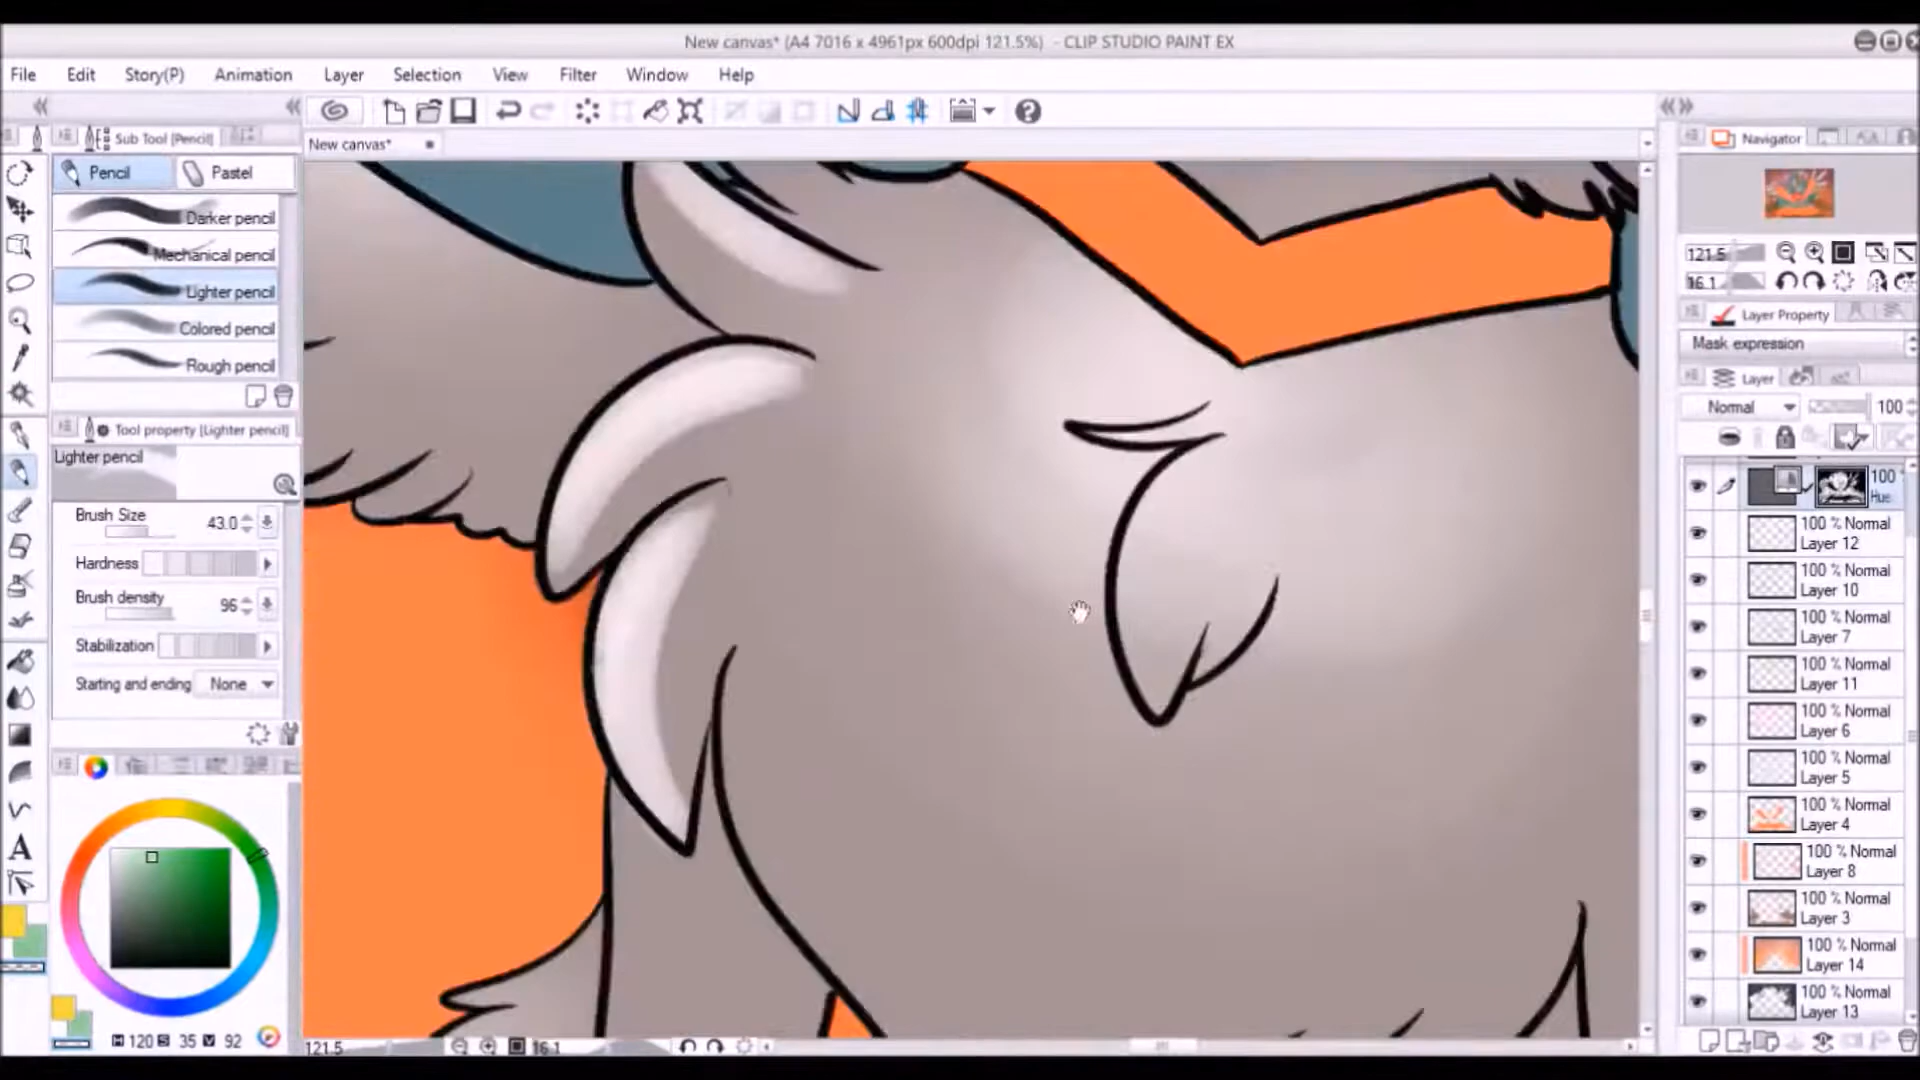 New canvas* (A4 7016 x 4961px 600dpi 121.5%) - CLIP STUDIO PAINT EX
File Edit Story(P) Animation Layer Selection View Filter Window Help
Sub Tool [Pencil]
New canvas*
Navigator
Pencil Pastel
Darker pencil
Mechanical pencil
Lighter pencil
Colored pencil
Rough pencil
Tool property [Lighter pencil]
Lighter pencil
Brush Size 43.0
Hardness
Brush density 96
Stabilization
Starting and ending None
H 120 S 35 V 92
121.5 16.1
121.5
16.1
Layer Property
Mask expression
Layer
Normal 100
100 %
Hue
100 % Normal
Layer 12
100 % Normal
Layer 10
100 % Normal
Layer 7
100 % Normal
Layer 11
100 % Normal
Layer 6
100 % Normal
Layer 5
100 % Normal
Layer 4
100 % Normal
Layer 8
100 % Normal
Layer 3
100 % Normal
Layer 14
100 % Normal
Layer 13